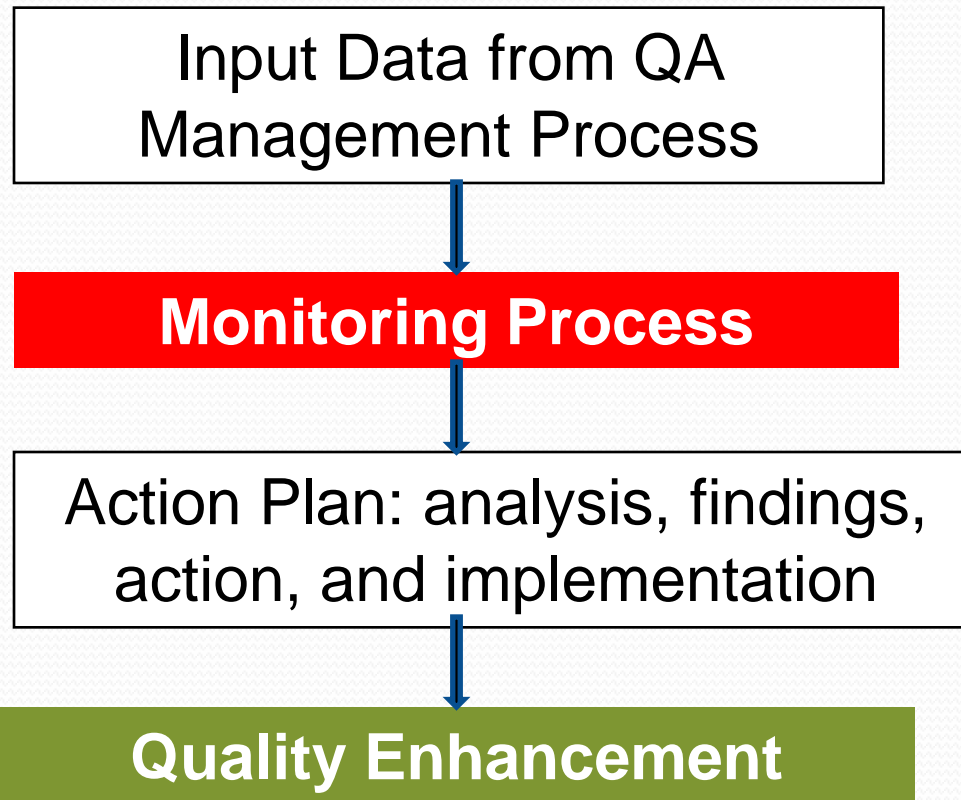 Input Data from QA
Management Process
Monitoring Process
Action Plan: analysis, findings,
action, and implementation
Quality Enhancement